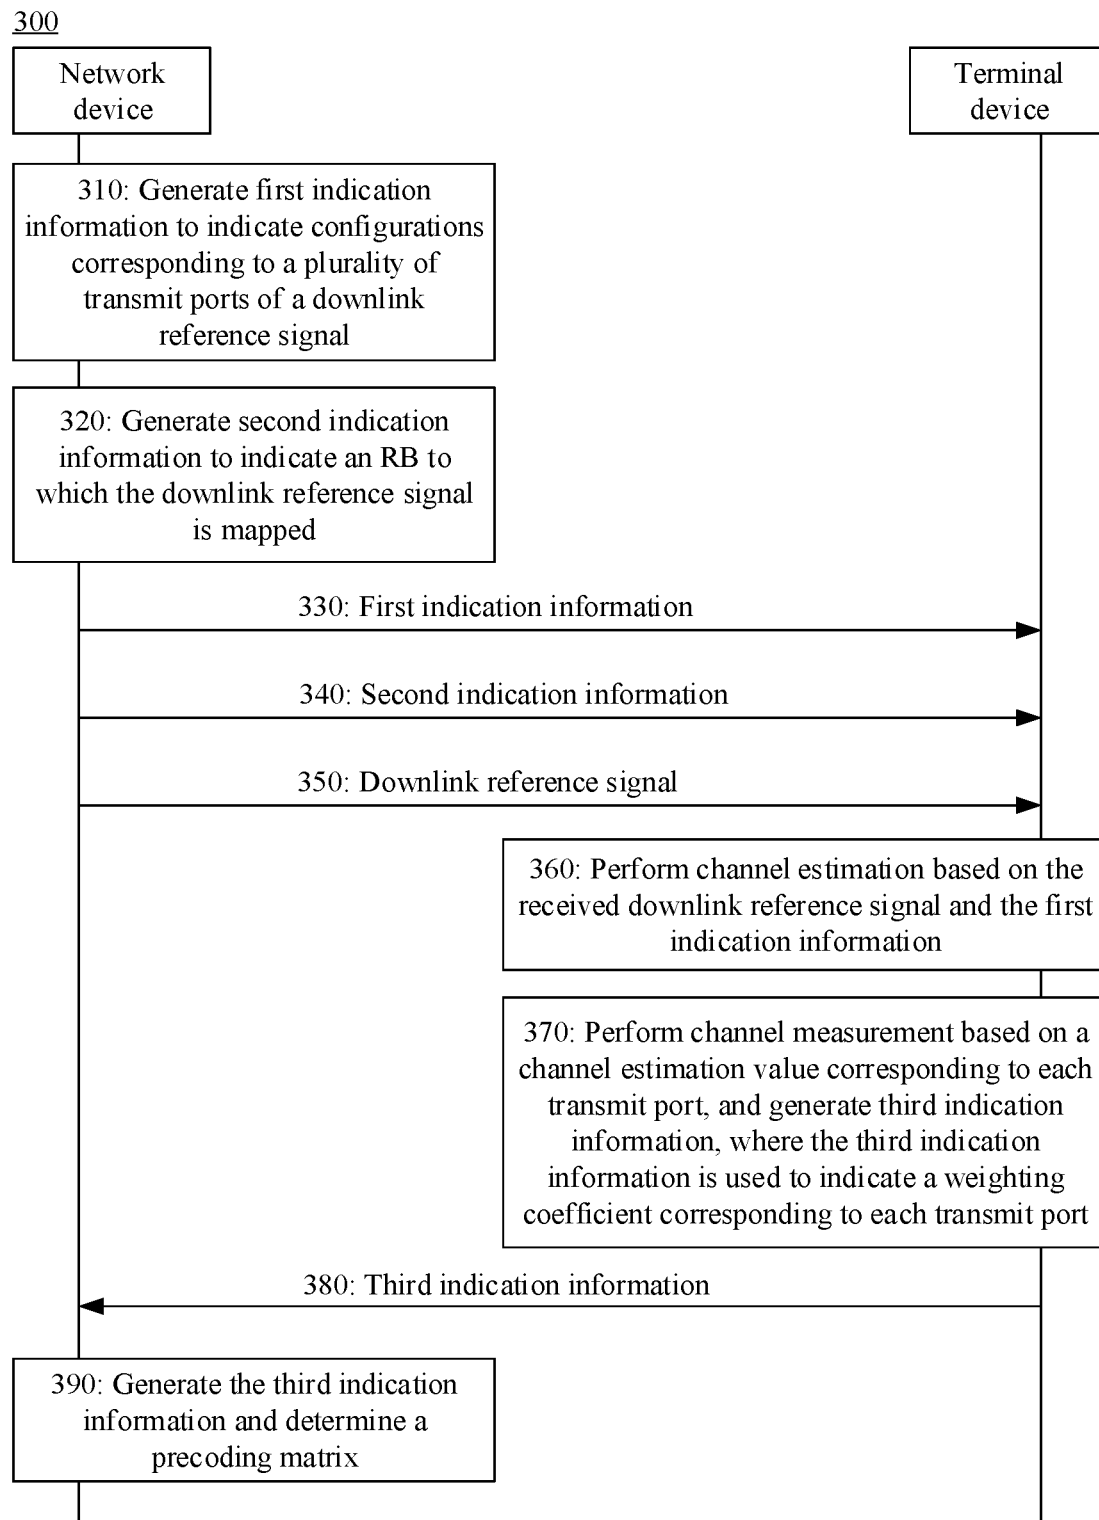 300
Network
device
Terminal
device
310: Generate first indication
information to indicate configurations
corresponding to a plurality of
transmit ports of a downlink
reference signal
320: Generate second indication
information to indicate an RB to
which the downlink reference signal
is mapped
330: First indication information
340: Second indication information
350: Downlink reference signal
360: Perform channel estimation based on the
received downlink reference signal and the first
indication information
370: Perform channel measurement based on a
channel estimation value corresponding to each
transmit port, and generate third indication
information, where the third indication
information is used to indicate a weighting
coefficient corresponding to each transmit port
380: Third indication information
390: Generate the third indication
information and determine a
precoding matrix